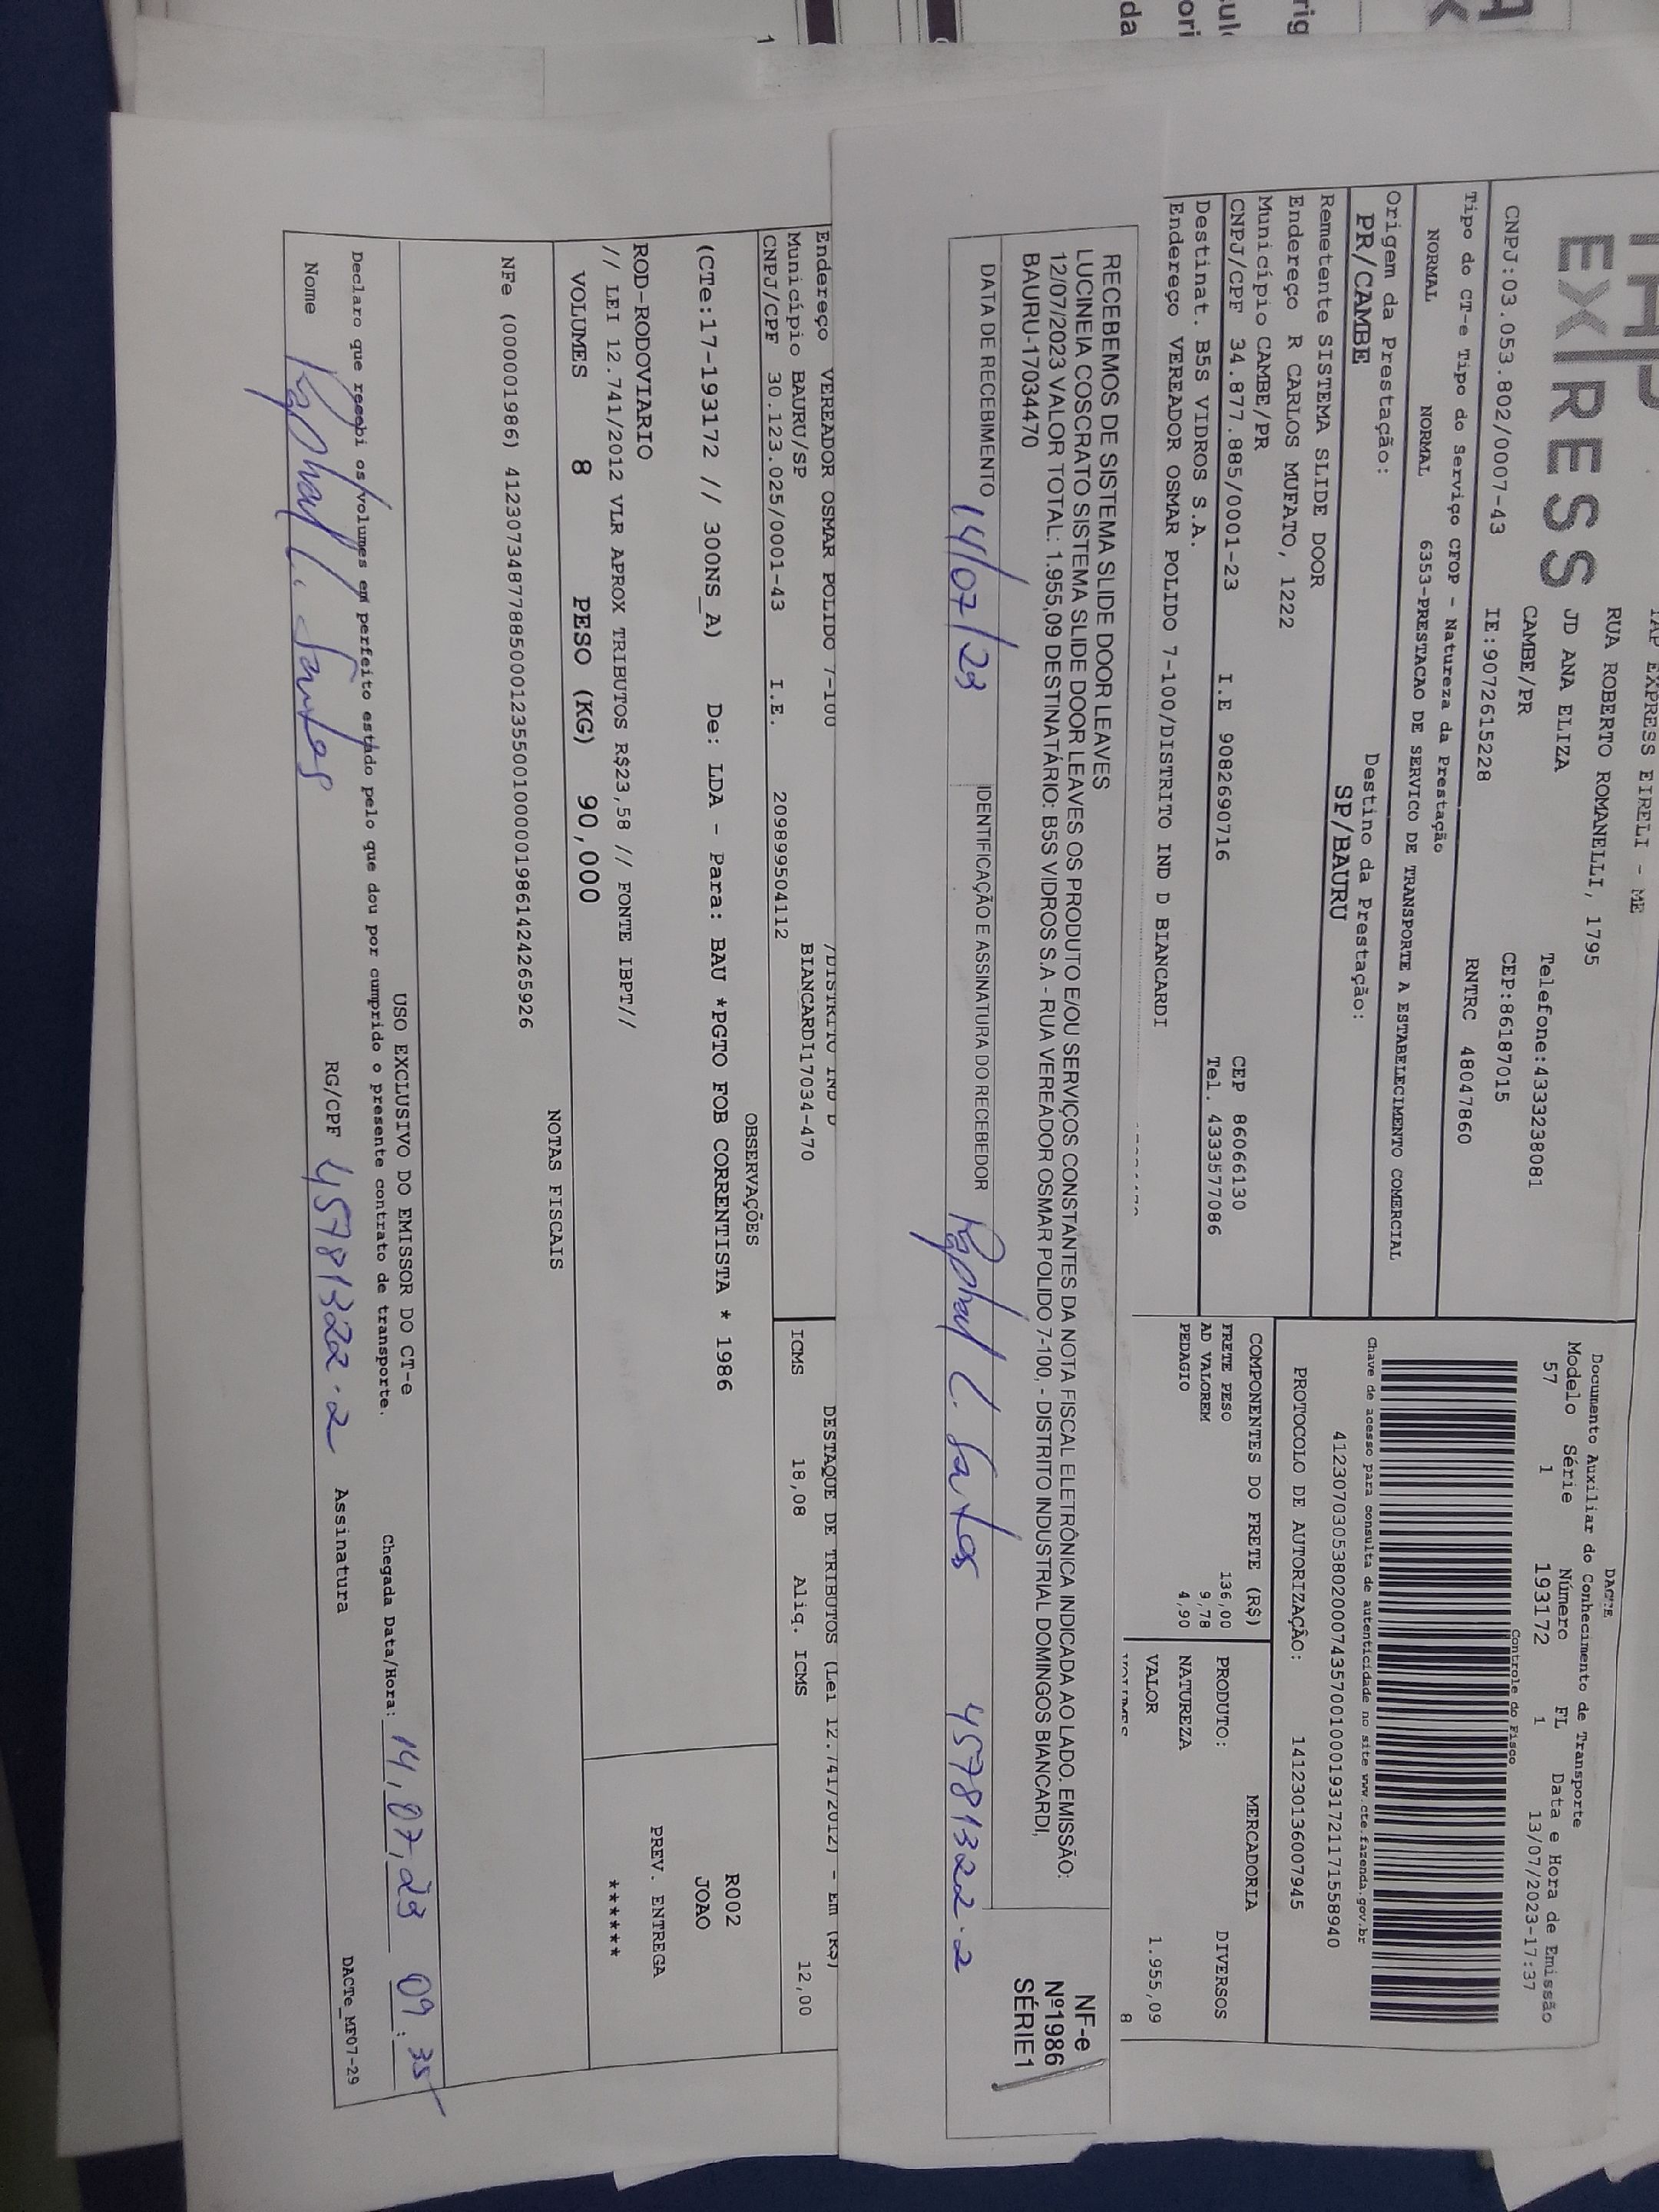 EXPRESS
TAP EXPRESS EIRELI - ME
RUA ROBERTO ROMANELLI, 1795
JD ANA ELIZA
CAMBE/PR
Telefone:4333238081
CEP:86187015
CNPJ:03.053.802/0007-43 IE:9072615228 RNTRC 48047860
Tipo do CT-e Tipo do Serviço CFOP - Natureza da Prestação
NORMAL NORMAL 6353-PRESTACAO DE SERVICO DE TRANSPORTE A ESTABELECIMENTO COMERCIAL
Origem da Prestação: Destino da Prestação:
PR/CAMBE SP/BAURU
Remetente SISTEMA SLIDE DOOR
Endereço R CARLOS MUFATO, 1222
Município CAMBE/PR CEP 86066130
CNPJ/CPF 34.877.885/0001-23 I.E 9082690716 Tel. 4333577086
Destinat. B5S VIDROS S.A.
Endereço VEREADOR OSMAR POLIDO 7-100/DISTRITO IND D BIANCARDI
DACTE
Documento Auxiliar do Conhecimento de Transporte
Modelo Série Número FL Data e Hora de Emissão
57 1 193172 1 13/07/2023-17:37
Controle do Fisco
Chave de acesso para consulta de autenticidade no site www.cte.fazenda.gov.br
41230703053802000743570010001931721171558940
PROTOCOLO DE AUTORIZAÇÃO: 141230136007945
COMPONENTES DO FRETE (R$)
FRETE PESO 136,00
AD VALOREM 9,78
PEDAGIO 4,90
MERCADORIA
PRODUTO: DIVERSOS
NATUREZA
VALOR 1.955,09
VOLUMES 8
RECEBEMOS DE SISTEMA SLIDE DOOR LEAVES
LUCINEIA COSCRATO SISTEMA SLIDE DOOR LEAVES OS PRODUTO E/OU SERVIÇOS CONSTANTES DA NOTA FISCAL ELETRÔNICA INDICADA AO LADO. EMISSÃO:
12/07/2023 VALOR TOTAL: 1.955,09 DESTINATÁRIO: B5S VIDROS S.A - RUA VEREADOR OSMAR POLIDO 7-100, - DISTRITO INDUSTRIAL DOMINGOS BIANCARDI,
BAURU-17034470
NF-e
Nº1986
SÉRIE1
DATA DE RECEBIMENTO IDENTIFICAÇÃO E ASSINATURA DO RECEBEDOR
14/07/23 Raphael C. Santos 45781322-2
Endereço VEREADOR OSMAR POLIDO 7-100 /DISTRITO IND D
Município BAURU/SP BIANCARDI17034-470
CNPJ/CPF 30.123.025/0001-43 I.E. 209899504112
DESTAQUE DE TRIBUTOS (Lei 12.741/2012) - Em (R$)
ICMS 18,08 Aliq. ICMS 12,00
OBSERVAÇÕES
(CTe:17-193172 // 300NS_A) De: LDA - Para: BAU *PGTO FOB CORRENTISTA * 1986
R002
JOAO
ROD-RODOVIARIO
// LEI 12.741/2012 VLR APROX TRIBUTOS R$23,58 // FONTE IBPT//
PREV. ENTREGA
*******
VOLUMES 8 PESO (KG) 90,000
NOTAS FISCAIS
NFe (000001986) 41230734877885000123550010000019861424265926
USO EXCLUSIVO DO EMISSOR DO CT-e
Declaro que recebi os volumes em perfeito estado pelo que dou por cumprido o presente contrato de transporte.
Chegada Data/Hora: 14,07,23 09:35
Nome Raphael C. Santos RG/CPF 45781322-2 Assinatura
DACTe_MF07-29